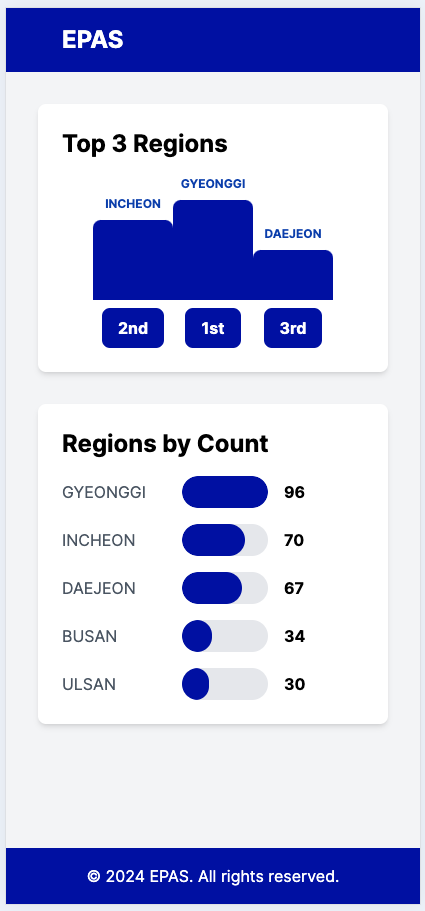 EPAS
Top 3 Regions
GYEONGGI
INCHEON
DAEJEON
2nd 1st 3rd
Regions by Count
GYEONGGI 96
INCHEON 70
DAEJEON 67
BUSAN 34
ULSAN 30
© 2024 EPAS. All rights reserved.